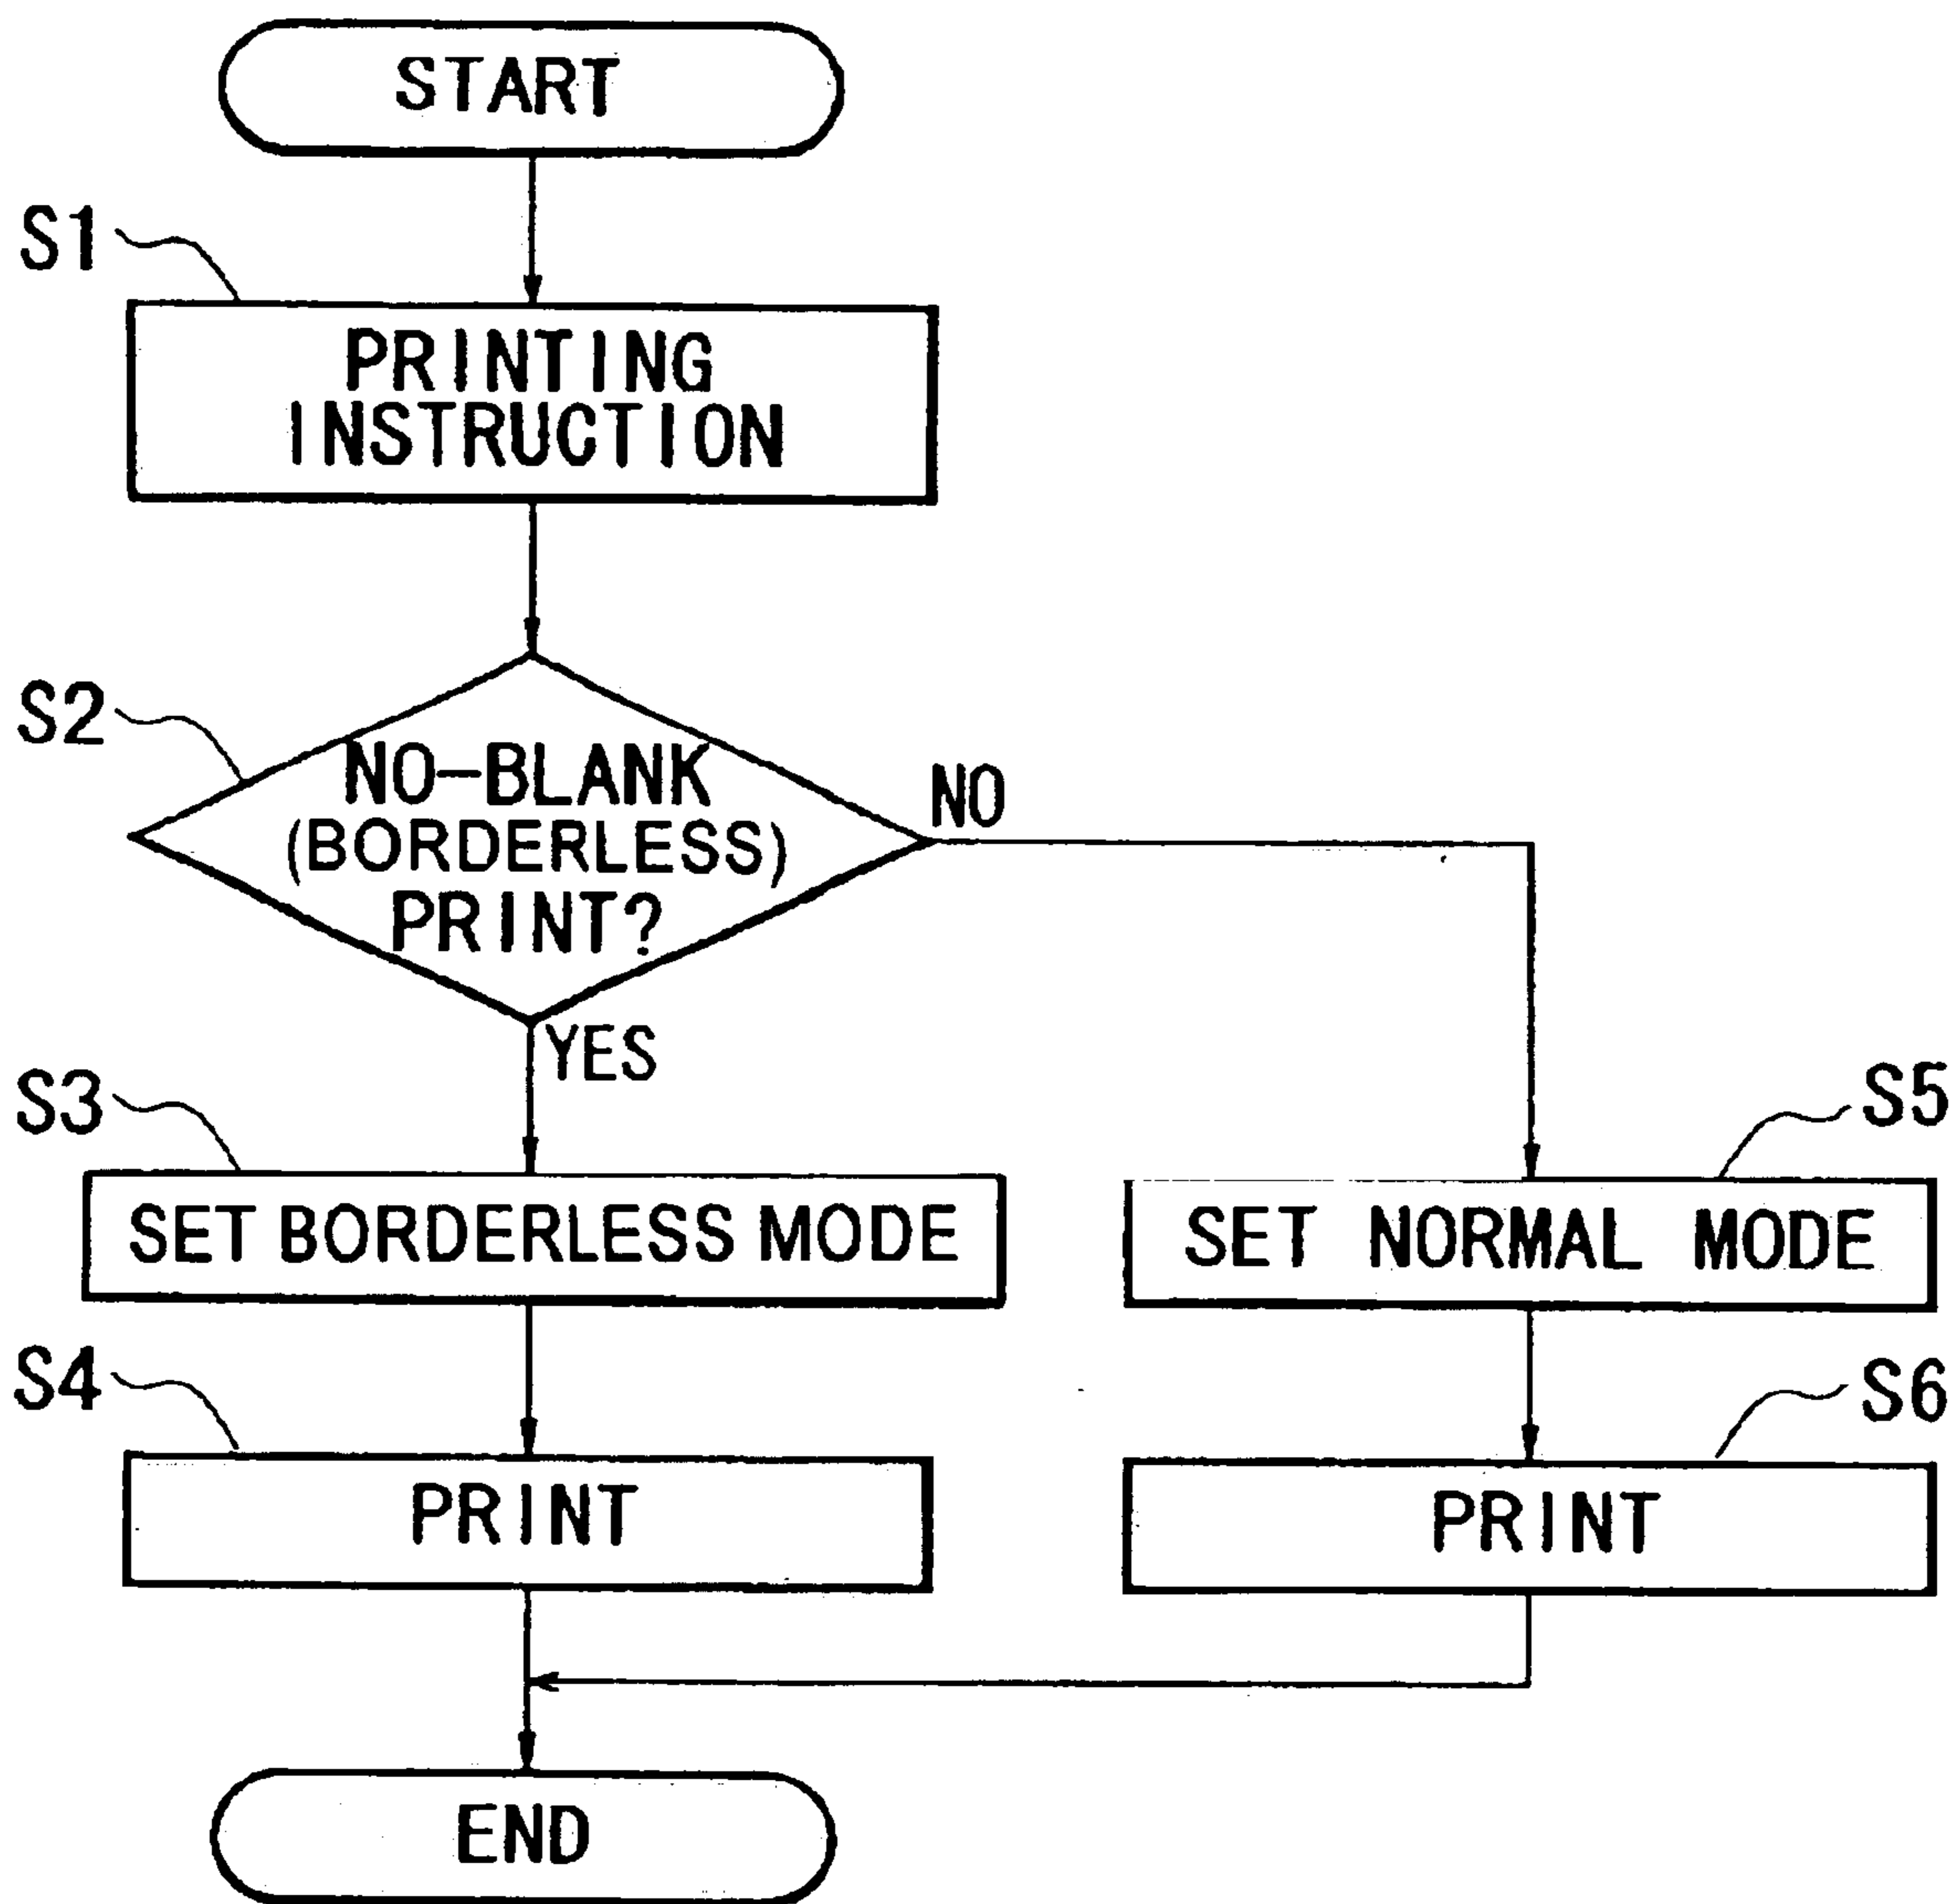 START
S1
PRINTING
INSTRUCTION
S2
NO-BLANK
(BORDERLESS)
PRINT?
NO
YES
S3
SET BORDERLESS MODE
S5
SET NORMAL MODE
S4
PRINT
S6
PRINT
END